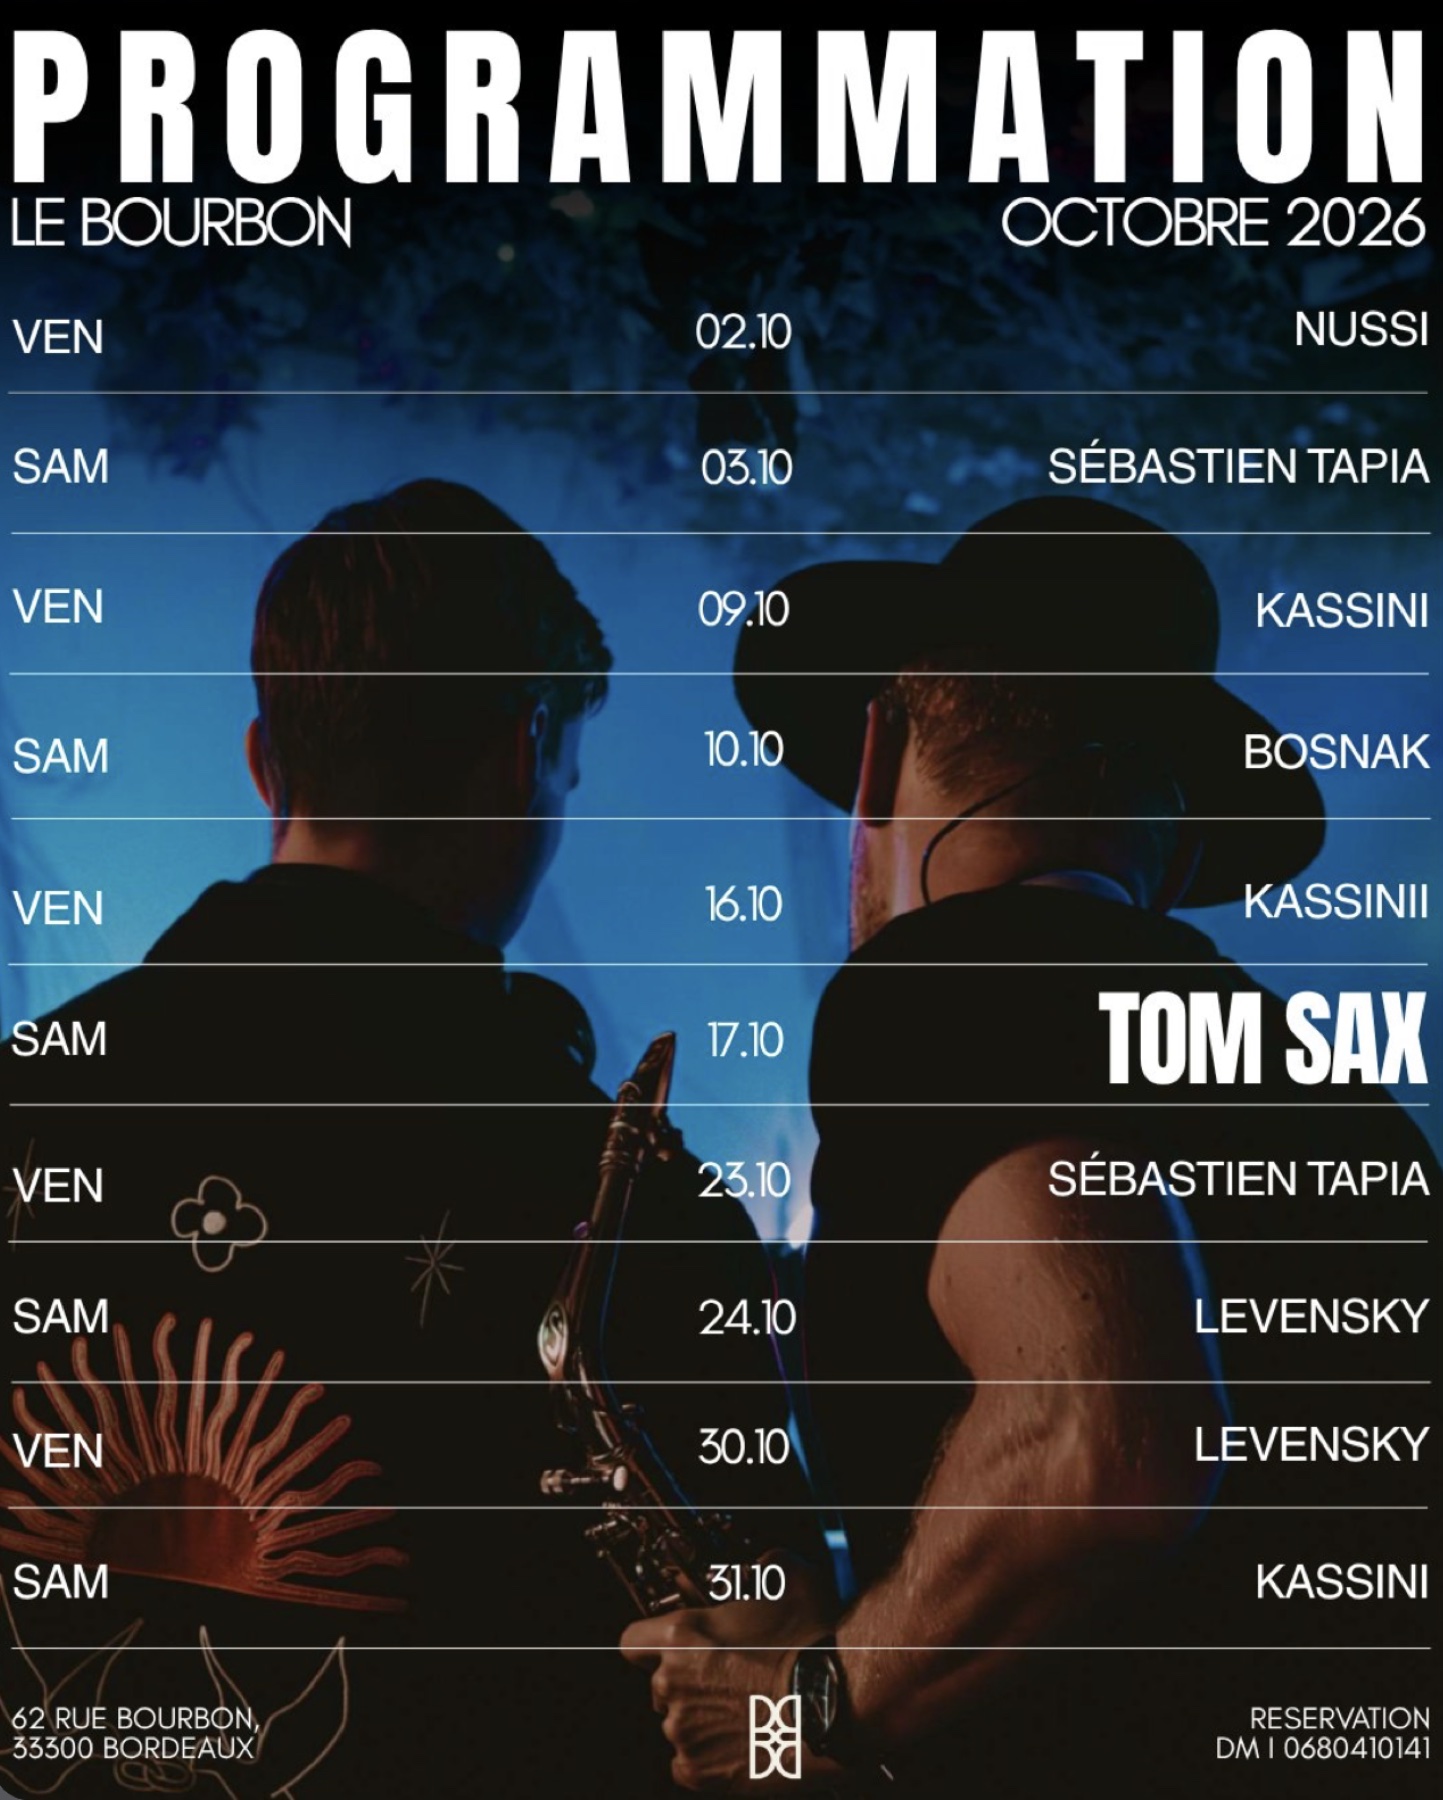 PROGRAMMATION
LE BOURBON OCTOBRE 2026
VEN 02.10 NUSSI
SAM 03.10 SÉBASTIEN TAPIA
VEN 09.10 KASSINI
SAM 10.10 BOSNAK
VEN 16.10 KASSINII
SAM 17.10 TOM SAX
VEN 23.10 SÉBASTIEN TAPIA
SAM 24.10 LEVENSKY
VEN 30.10 LEVENSKY
SAM 31.10 KASSINI
62 RUE BOURBON,
33300 BORDEAUX
RESERVATION
DM I 0680410141